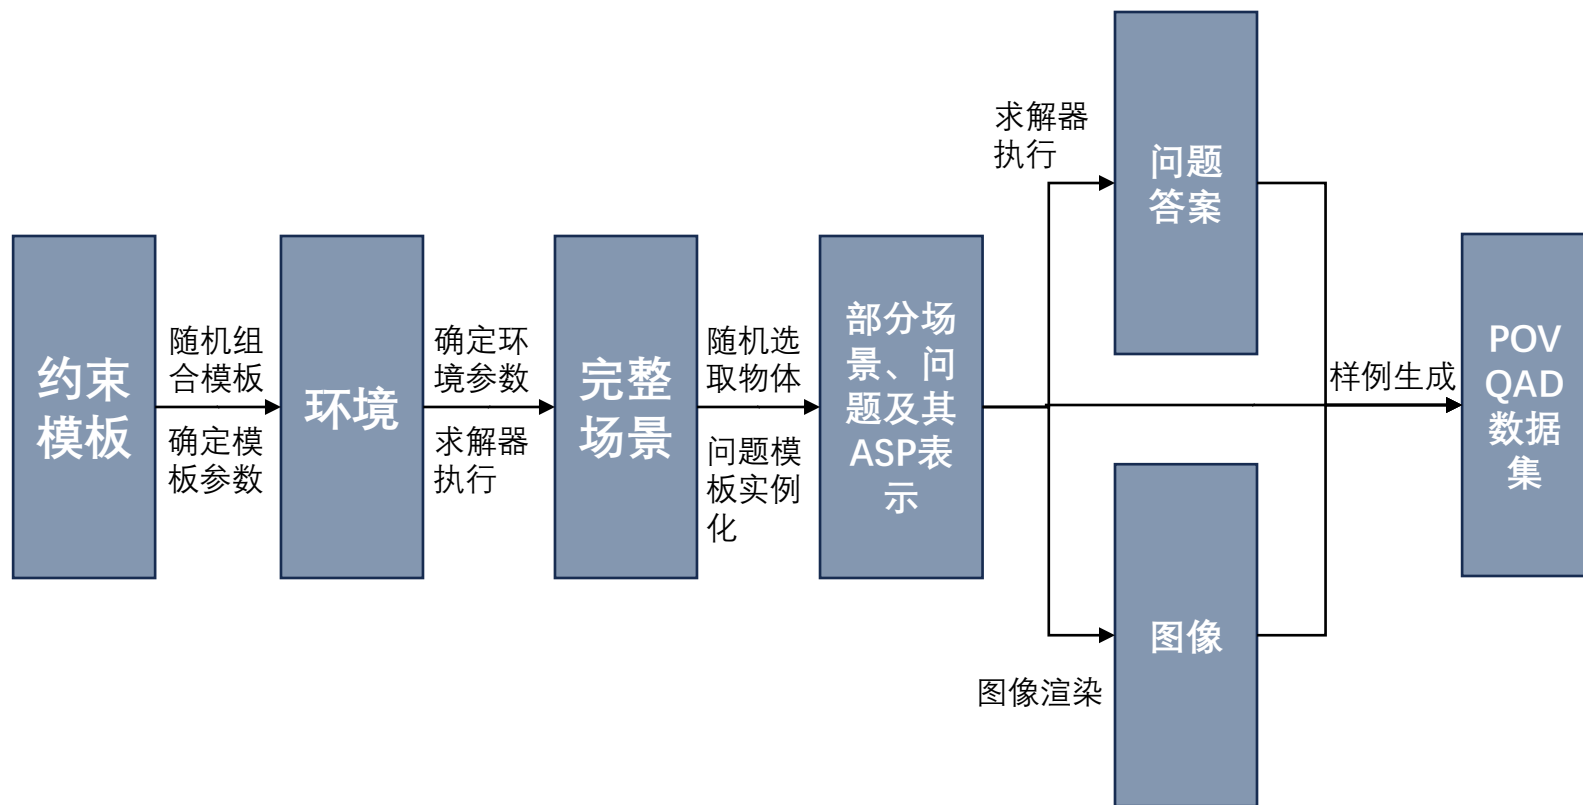 约束
模板
随机组
合模板
确定模
板参数
环境
确定环
境参数
求解器
执行
完整
场景
随机选
取物体
问题模
板实例
化
部分场
景、问
题及其
ASP表
示
求解器
执行
问题
答案
图像渲染
图像
样例生成
POV
QAD
数据
集